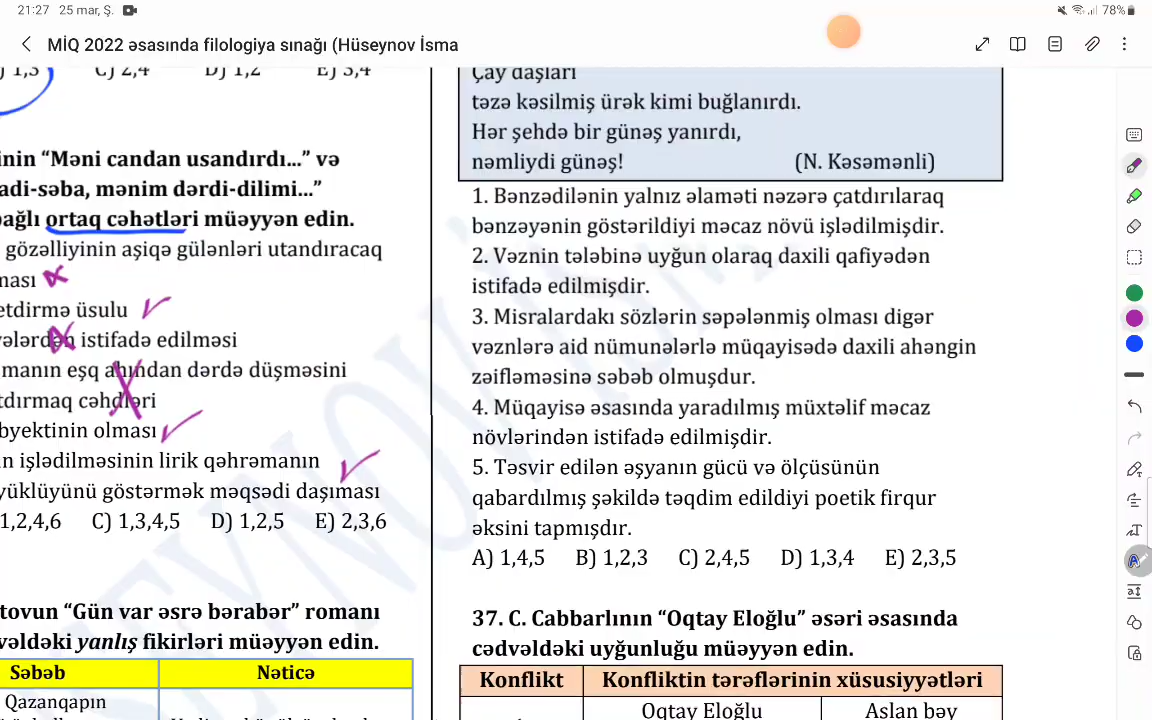 21:27 25 mar, Ş. 78%
MİQ 2022 əsasında filologiya sınağı (Hüseynov İsma
1,3 C) 2,4 D) 1,2 E) 3,4
inin “Məni candan usandırdı...” və
adi-səba, mənim dərdi-dilimi...”
bağlı ortaq cəhətləri müəyyən edin.
gözəlliyinin aşiqə gülənləri utandıracaq
ması
etdirmə üsulu
ələrdən istifadə edilməsi
manın eşq ahından dərdə düşməsini
tdırmaq cəhdləri
byektinin olması
n işlədilməsinin lirik qəhrəmanın
yüklüyünü göstərmək məqsədi daşıması
1,2,4,6 C) 1,3,4,5 D) 1,2,5 E) 2,3,6
tovun “Gün var əsrə bərabər” romanı
vəldəki yanlış fikirləri müəyyən edin.
Səbəb Nəticə
Qazanqapın
Çay daşları
təzə kəsilmiş ürək kimi buğlanırdı.
Hər şehdə bir günəş yanırdı,
nəmliydi günəş! (N. Kəsəmənli)
1. Bənzədilənin yalnız əlaməti nəzərə çatdırılaraq
bənzəyənin göstərildiyi məcaz növü işlədilmişdir.
2. Vəznin tələbinə uyğun olaraq daxili qafiyədən
istifadə edilmişdir.
3. Misralardakı sözlərin səpələnmiş olması digər
vəznlərə aid nümunələrlə müqayisədə daxili ahəngin
zəifləməsinə səbəb olmuşdur.
4. Müqayisə əsasında yaradılmış müxtəlif məcaz
növlərindən istifadə edilmişdir.
5. Təsvir edilən əşyanın gücü və ölçüsünün
qabardılmış şəkildə təqdim edildiyi poetik firqur
əksini tapmışdır.
A) 1,4,5 B) 1,2,3 C) 2,4,5 D) 1,3,4 E) 2,3,5
37. C. Cabbarlının “Oqtay Eloğlu” əsəri əsasında
cədvəldəki uyğunluğu müəyyən edin.
Konflikt Konfliktin tərəflərinin xüsusiyyətləri
Oqtay Eloğlu Aslan bəy